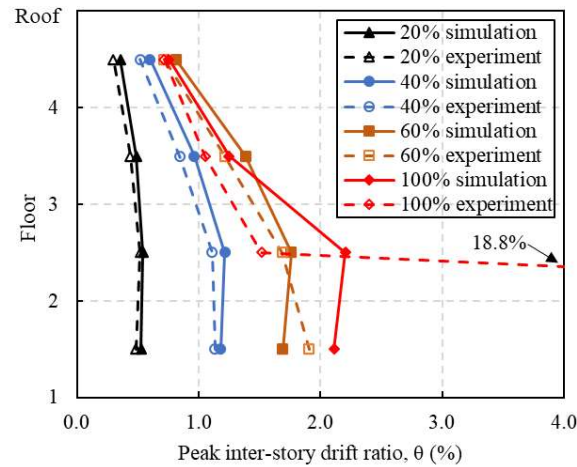 Roof
4
3
2
1
Floor
20% simulation
20% experiment
40% simulation
40% experiment
60% simulation
60% experiment
100% simulation
100% experiment
18.8%
0.0 1.0 2.0 3.0 4.0
Peak inter-story drift ratio, θ (%)